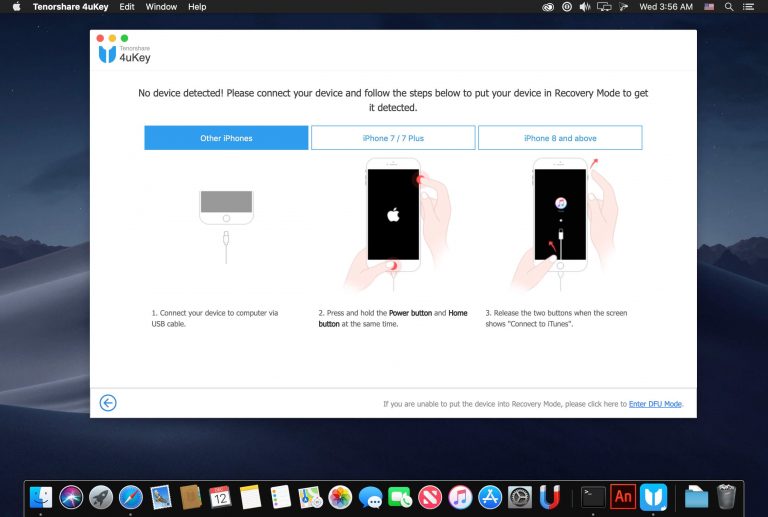 Tenorshare 4uKey Edit Window Help Wed 3:56 AM
Tenorshare
4uKey
No device detected! Please connect your device and follow the steps below to put your device in Recovery Mode to get
it detected.
Other iPhones
iPhone 7 / 7 Plus
iPhone 8 and above
1. Connect your device to computer via
USB cable.
2. Press and hold the Power button and Home
button at the same time.
3. Release the two buttons when the screen
shows "Connect to iTunes".
If you are unable to put the device into Recovery Mode, please click here to Enter DFU Mode.
DEC
12
An